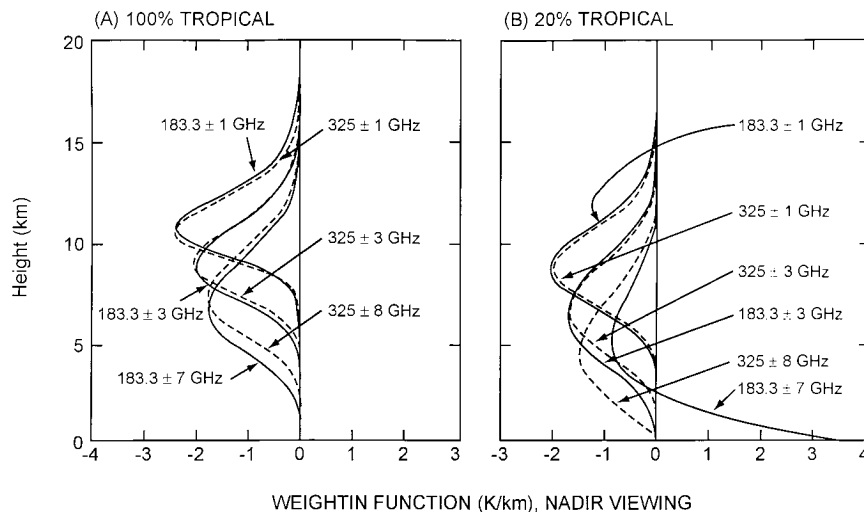 (A) 100% TROPICAL
20
15
10
5
0
Height (km)
183.3 ± 1 GHz
325 ± 1 GHz
325 ± 3 GHz
183.3 ± 3 GHz
325 ± 8 GHz
183.3 ± 7 GHz
-4 -3 -2 -1 0 1 2 3
(B) 20% TROPICAL
183.3 ± 1 GHz
325 ± 1 GHz
325 ± 3 GHz
183.3 ± 3 GHz
325 ± 8 GHz
183.3 ± 7 GHz
-3 -2 -1 0 1 2 3 4
WEIGHTIN FUNCTION (K/km), NADIR VIEWING